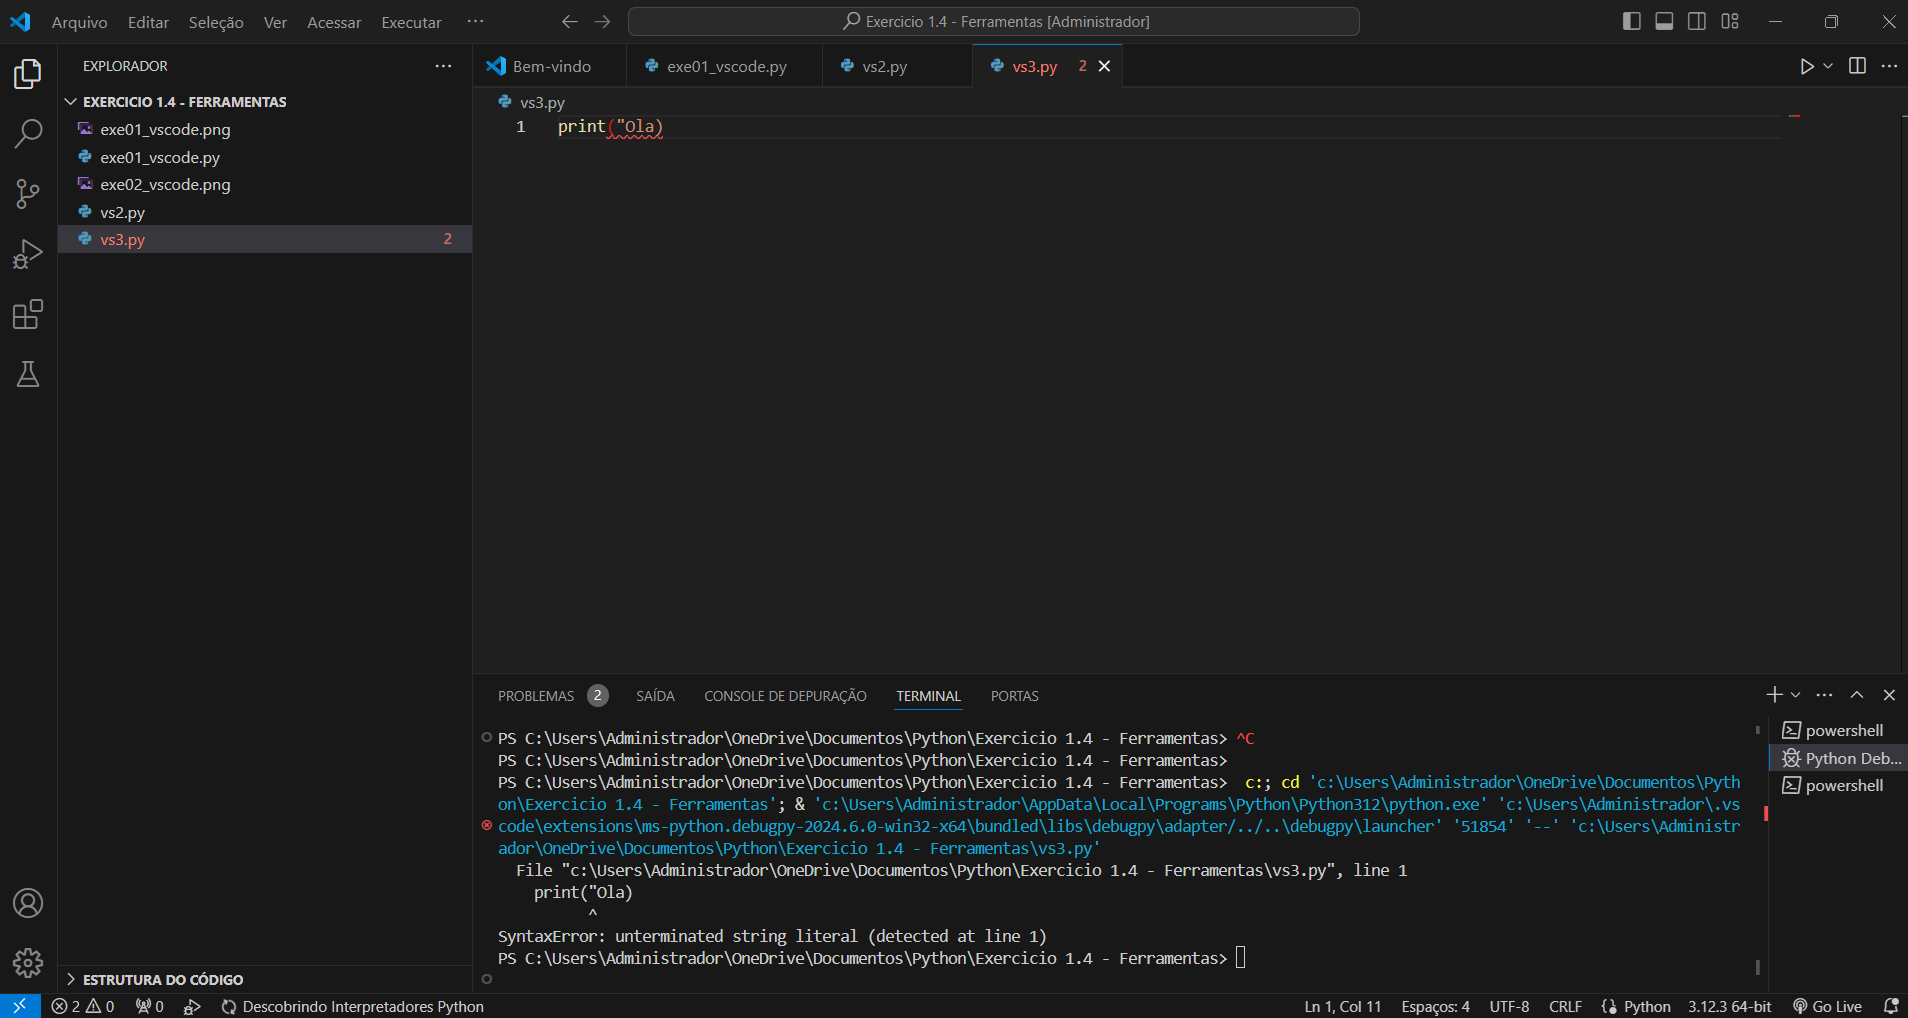 Arquivo Editar Seleção Ver Acessar Executar ···
Exercicio 1.4 - Ferramentas [Administrador]
EXPLORADOR
EXERCICIO 1.4 - FERRAMENTAS
exe01_vscode.png
exe01_vscode.py
exe02_vscode.png
vs2.py
vs3.py 2
ESTRUTURA DO CÓDIGO
Bem-vindo exe01_vscode.py vs2.py vs3.py 2
vs3.py
1 print("Ola)
PROBLEMAS 2 SAÍDA CONSOLE DE DEPURAÇÃO TERMINAL PORTAS
PS C:\Users\Administrador\OneDrive\Documentos\Python\Exercicio 1.4 - Ferramentas> ^C
PS C:\Users\Administrador\OneDrive\Documentos\Python\Exercicio 1.4 - Ferramentas>
PS C:\Users\Administrador\OneDrive\Documentos\Python\Exercicio 1.4 - Ferramentas>  c:; cd 'c:\Users\Administrador\OneDrive\Documentos\Pyth
on\Exercicio 1.4 - Ferramentas'; & 'c:\Users\Administrador\AppData\Local\Programs\Python\Python312\python.exe' 'c:\Users\Administrador\.vs
code\extensions\ms-python.debugpy-2024.6.0-win32-x64\bundled\libs\debugpy\adapter/../..\debugpy\launcher' '51854' '--' 'c:\Users\Administr
ador\OneDrive\Documentos\Python\Exercicio 1.4 - Ferramentas\vs3.py'
File "c:\Users\Administrador\OneDrive\Documentos\Python\Exercicio 1.4 - Ferramentas\vs3.py", line 1
print("Ola)
^
SyntaxError: unterminated string literal (detected at line 1)
PS C:\Users\Administrador\OneDrive\Documentos\Python\Exercicio 1.4 - Ferramentas>
powershell
Python Deb...
powershell
2 0 0 Descobrindo Interpretadores Python Ln 1, Col 11 Espaços: 4 UTF-8 CRLF Python 3.12.3 64-bit Go Live